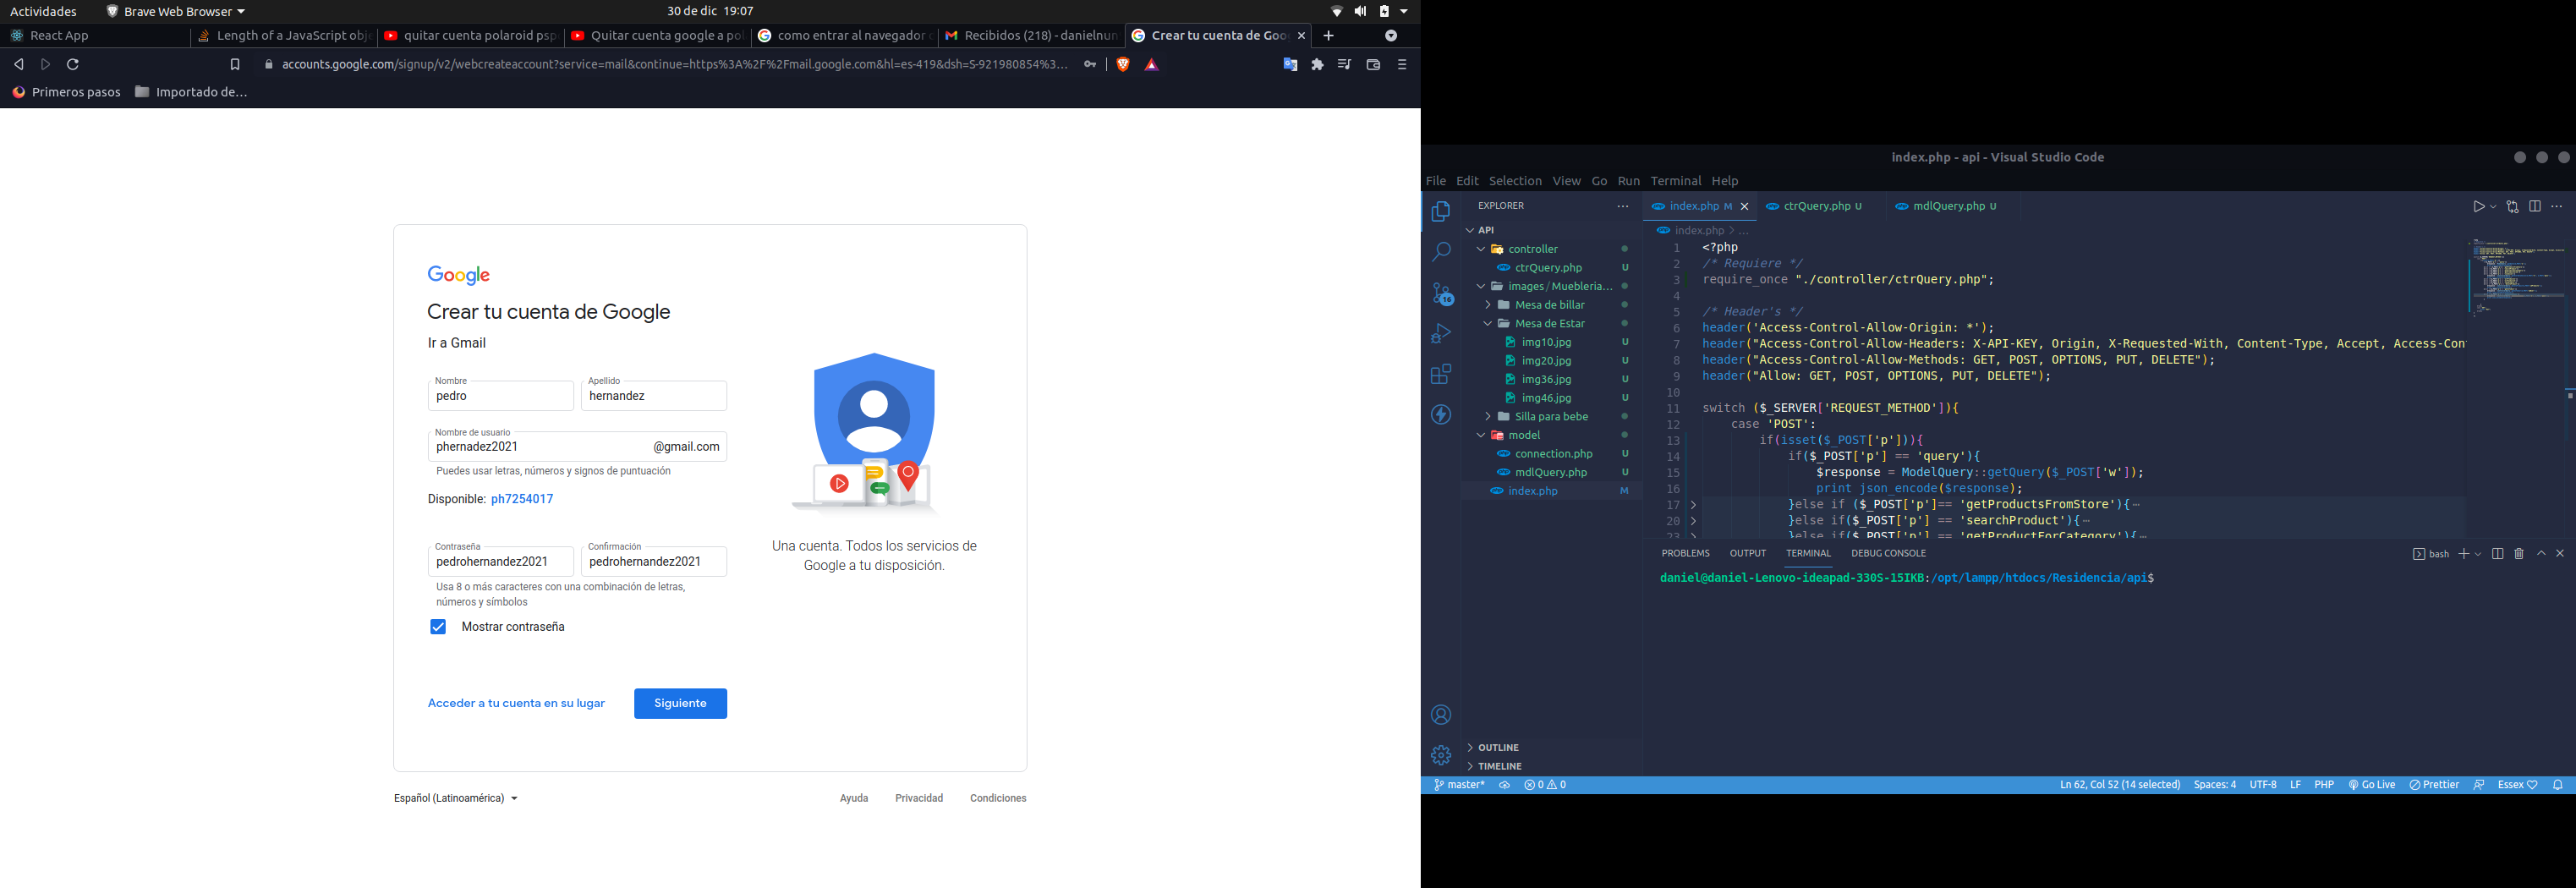 Actividades Brave Web Browser 30 de dic 19:07
React App Length of a JavaScript obje quitar cuenta polaroid psp Quitar cuenta google a pol como entrar al navegador Recibidos (218) - danielnun Crear tu cuenta de Goo
accounts.google.com/signup/v2/webcreateaccount?service=mail&continue=https%3A%2F%2Fmail.google.com&hl=es-419&dsh=S-921980854%3...
Primeros pasos Importado de...
Google
Crear tu cuenta de Google
Ir a Gmail
Nombre Apellido
pedro hernandez
Nombre de usuario
phernadez2021 @gmail.com
Puedes usar letras, números y signos de puntuación
Disponible: ph7254017
Contraseña Confirmación
pedrohernandez2021 pedrohernandez2021
Usa 8 o más caracteres con una combinación de letras,
números y símbolos
Mostrar contraseña
Acceder a tu cuenta en su lugar Siguiente
Una cuenta. Todos los servicios de
Google a tu disposición.
Español (Latinoamérica) Ayuda Privacidad Condiciones
index.php - api - Visual Studio Code
File Edit Selection View Go Run Terminal Help
EXPLORER ...
API
controller
ctrQuery.php U
images / Muebleria...
Mesa de billar
Mesa de Estar
img10.jpg U
img20.jpg U
img36.jpg U
img46.jpg U
Silla para bebe
model
connection.php U
mdlQuery.php U
index.php M
OUTLINE
TIMELINE
16
index.php M ctrQuery.php U mdlQuery.php U
index.php > ...
1 <?php
2 /* Requiere */
3 require_once "./controller/ctrQuery.php";
4
5 /* Header's */
6 header('Access-Control-Allow-Origin: *');
7 header("Access-Control-Allow-Headers: X-API-KEY, Origin, X-Requested-With, Content-Type, Accept, Access-Con
8 header("Access-Control-Allow-Methods: GET, POST, OPTIONS, PUT, DELETE");
9 header("Allow: GET, POST, OPTIONS, PUT, DELETE");
10
11 switch ($_SERVER['REQUEST_METHOD']){
12 case 'POST':
13 if(isset($_POST['p'])){
14 if($_POST['p'] == 'query'){
15 $response = ModelQuery::getQuery($_POST['w']);
16 print json_encode($response);
17 }else if ($_POST['p']== 'getProductsFromStore'){...
20 }else if($_POST['p'] == 'searchProduct'){...
23 }else if($_POST['p'] == 'getProductForCategory'){...
PROBLEMS OUTPUT TERMINAL DEBUG CONSOLE bash
daniel@daniel-Lenovo-ideapad-330S-15IKB:/opt/lampp/htdocs/Residencia/api$
master* 0 0 Ln 62, Col 52 (14 selected) Spaces: 4 UTF-8 LF PHP Go Live Prettier Essex